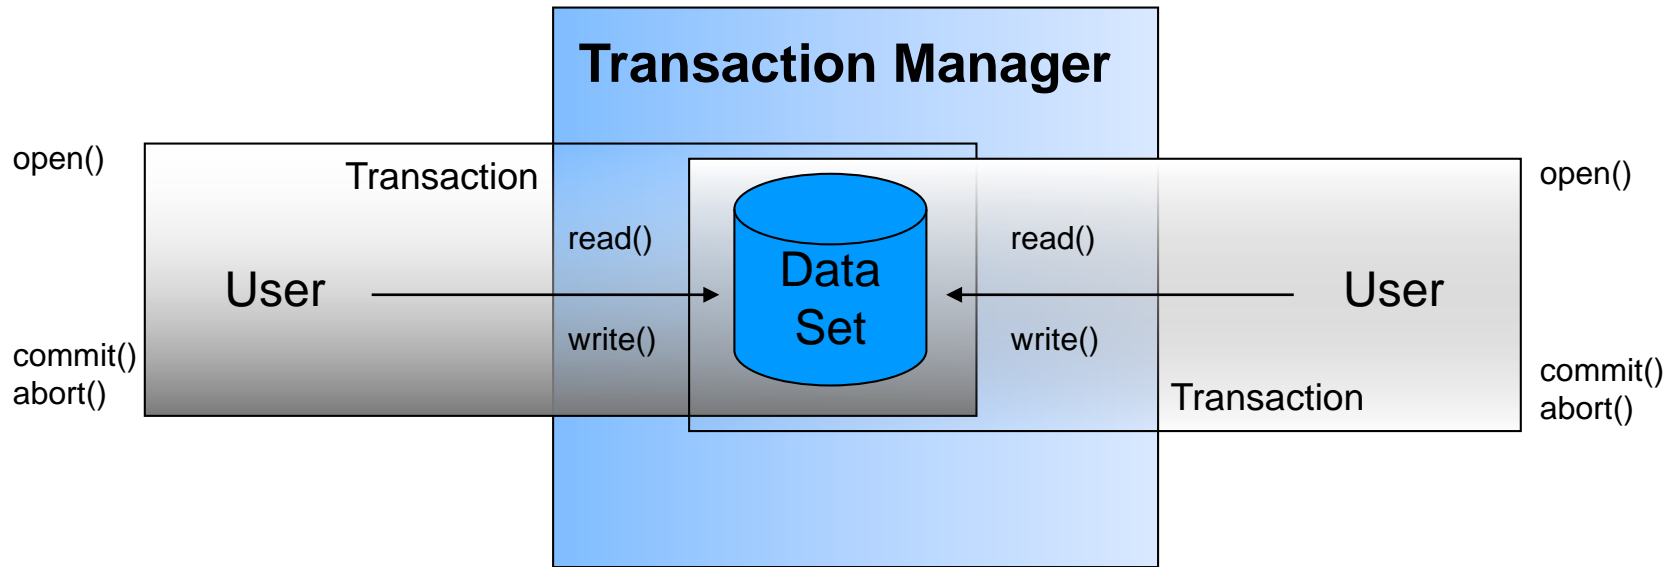 Transaction Manager
open()
Transaction
open()
read()
read()
User
Data
Set
User
write()
write()
commit()
abort()
Transaction
commit()
abort()